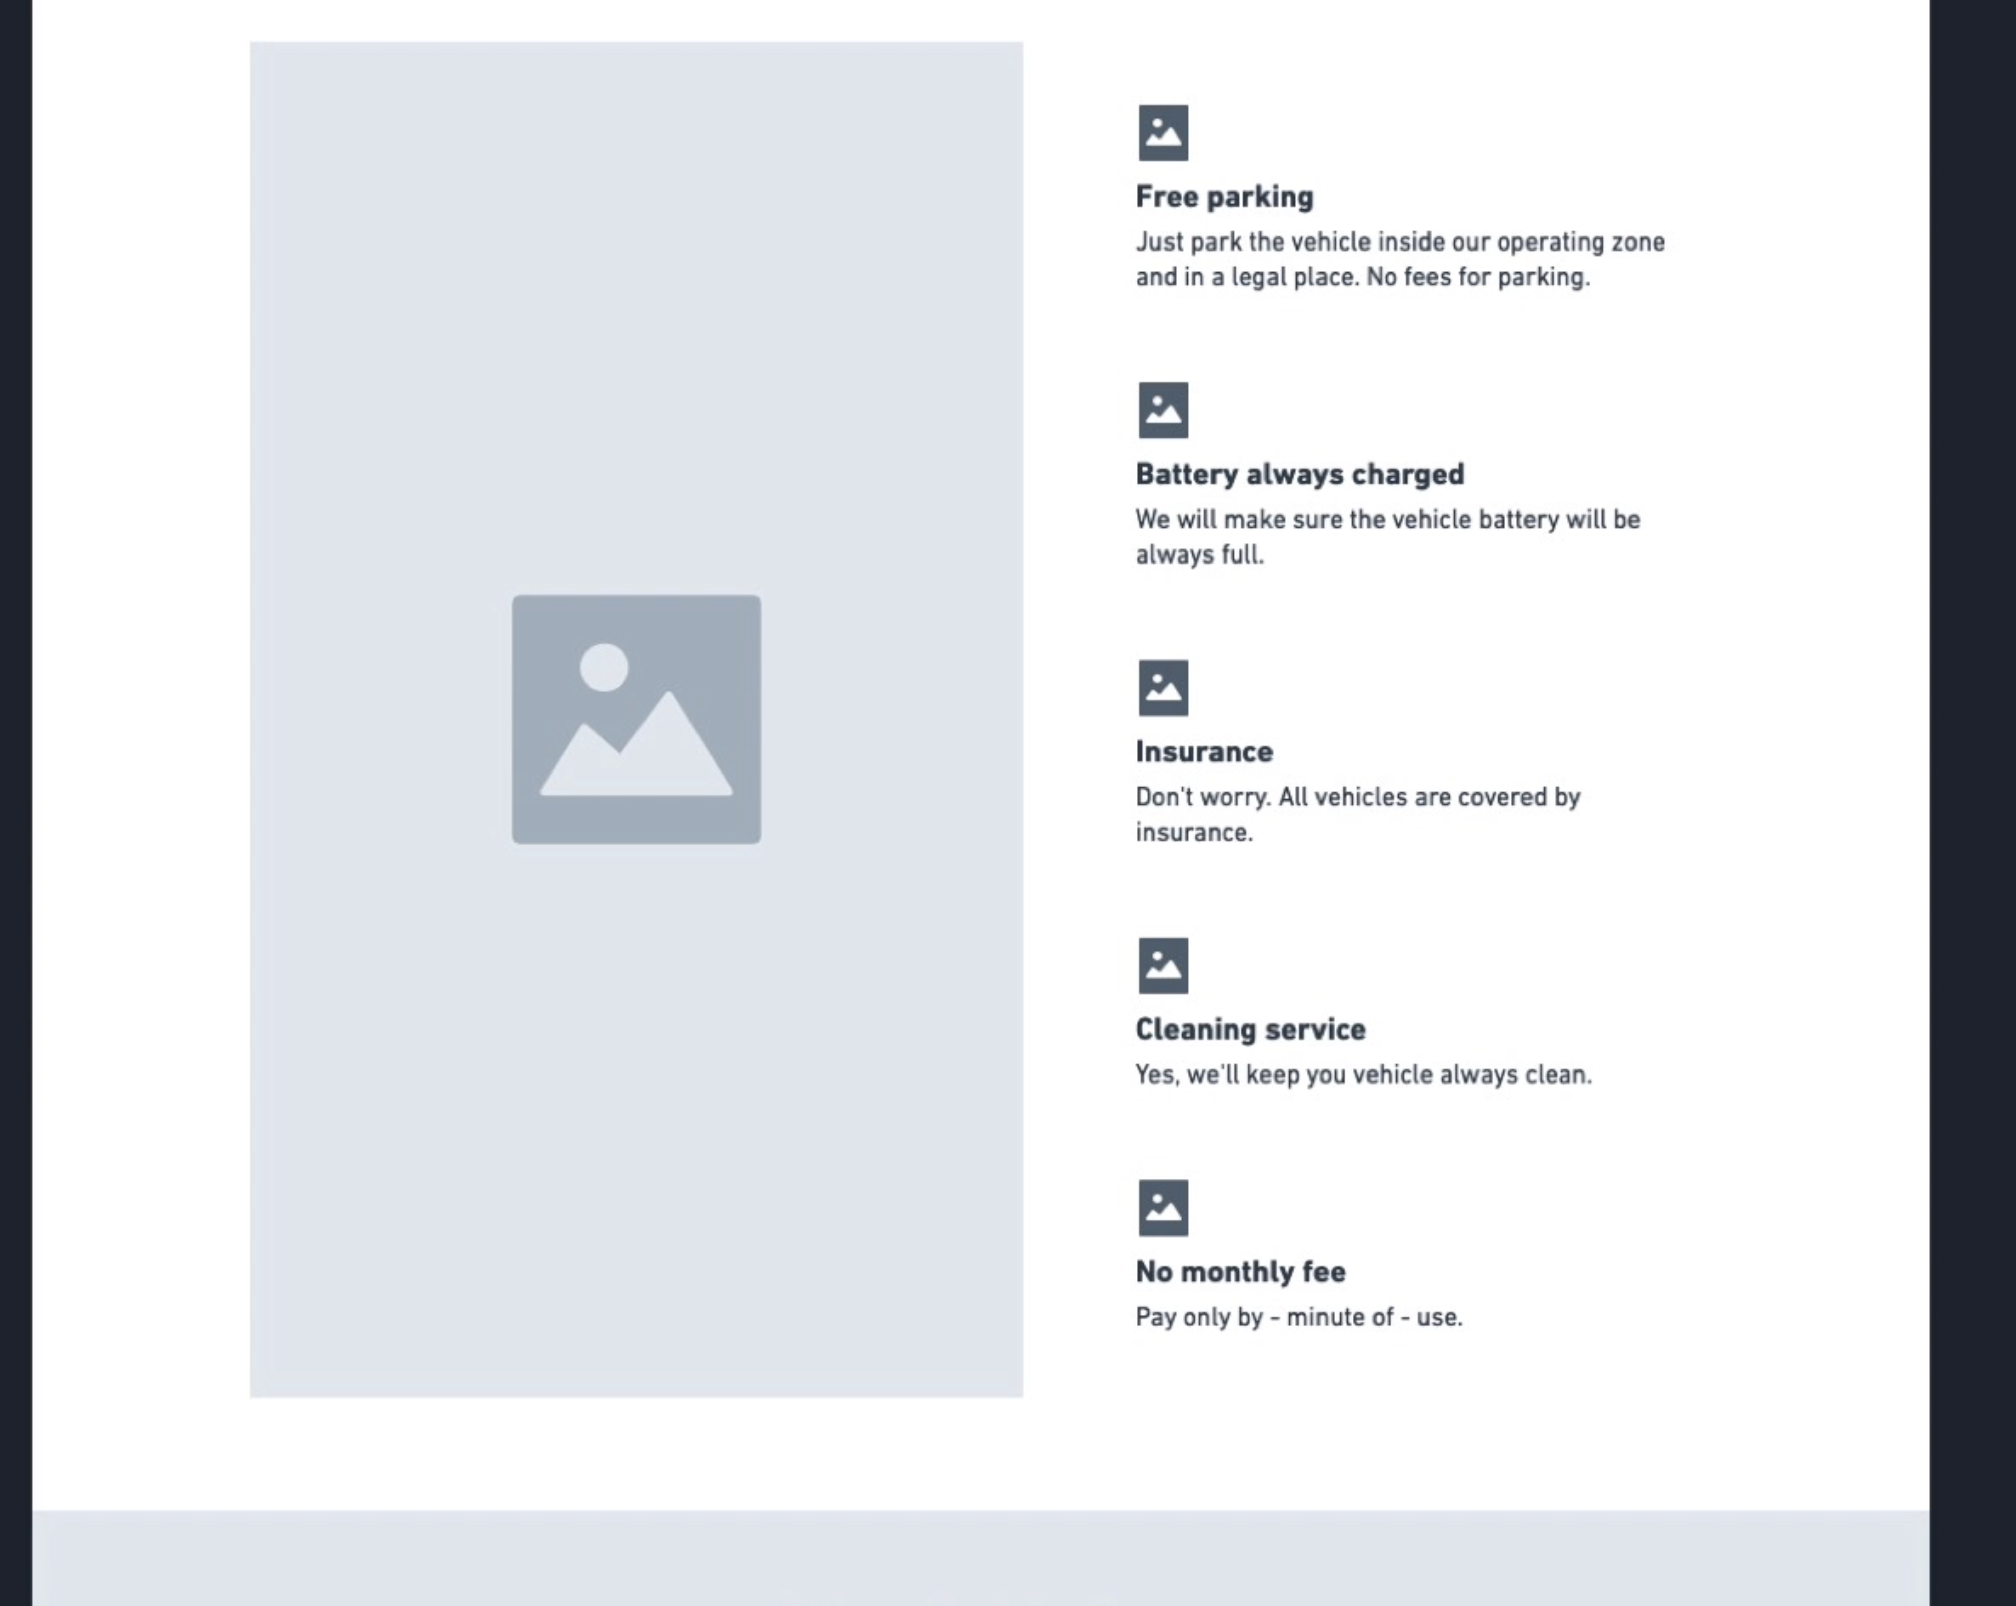 Free parking
Just park the vehicle inside our operating zone
and in a legal place. No fees for parking.
Battery always charged
We will make sure the vehicle battery will be
always full.
Insurance
Don't worry. All vehicles are covered by
insurance.
Cleaning service
Yes, we'll keep you vehicle always clean.
No monthly fee
Pay only by - minute of - use.